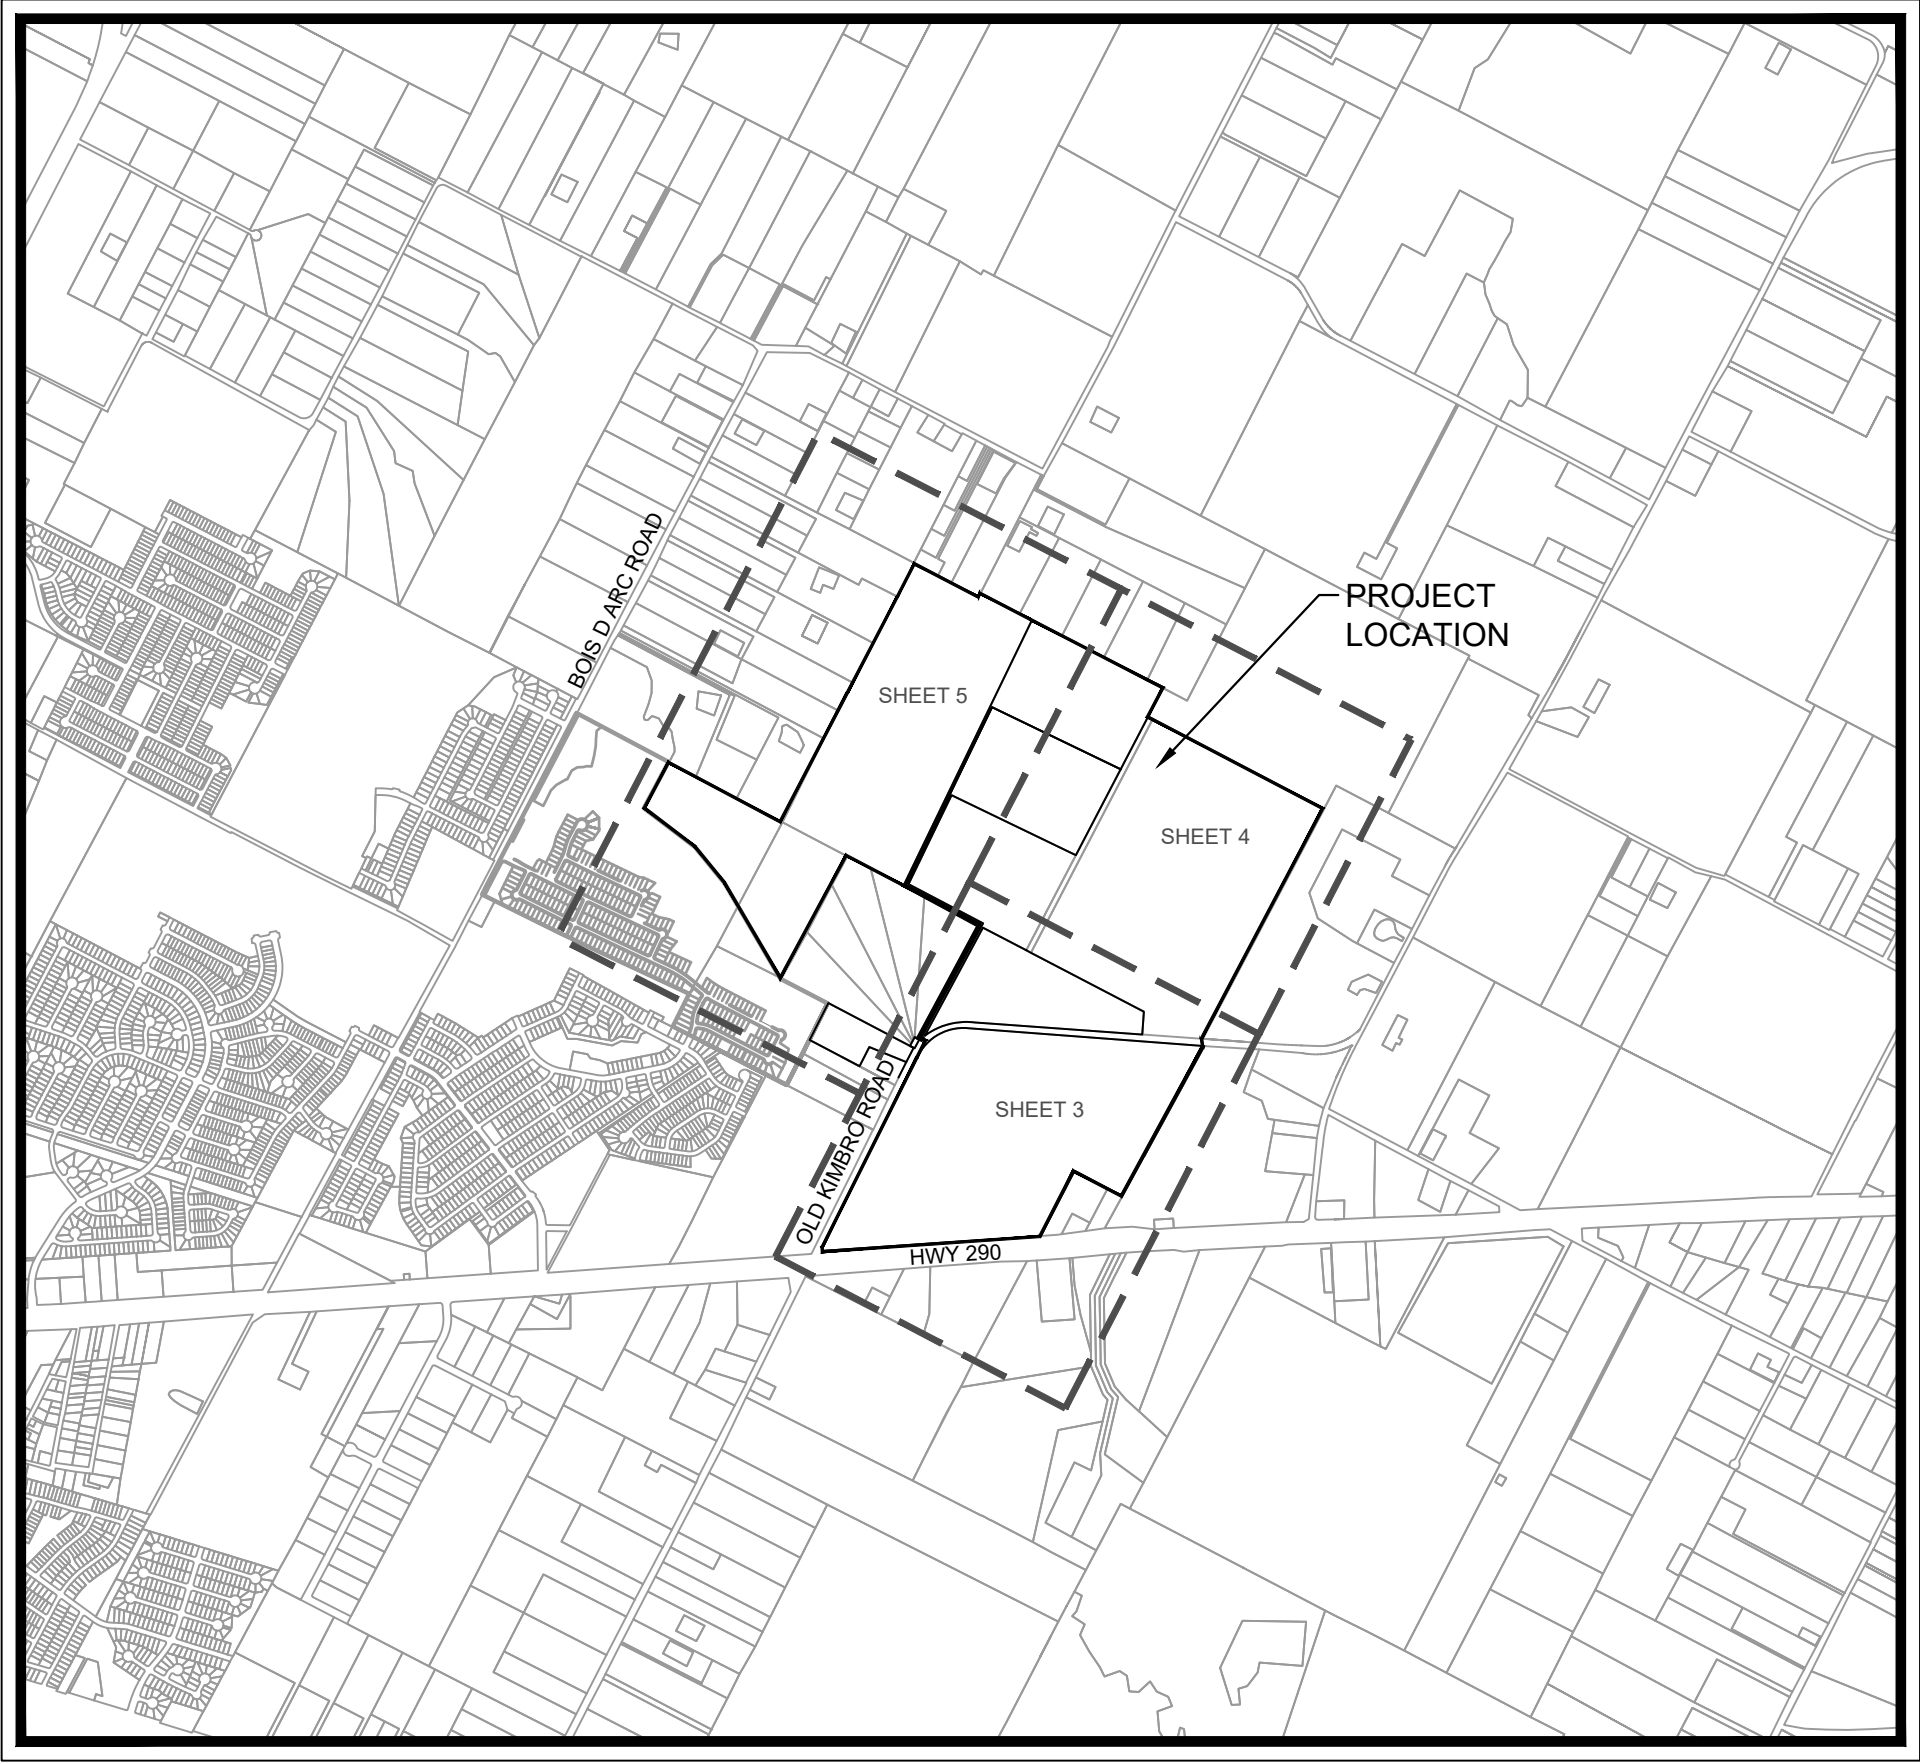 BOIS D ARC ROAD
PROJECT
LOCATION
SHEET 5
SHEET 4
SHEET 3
OLD KIMBRO ROAD
HWY 290